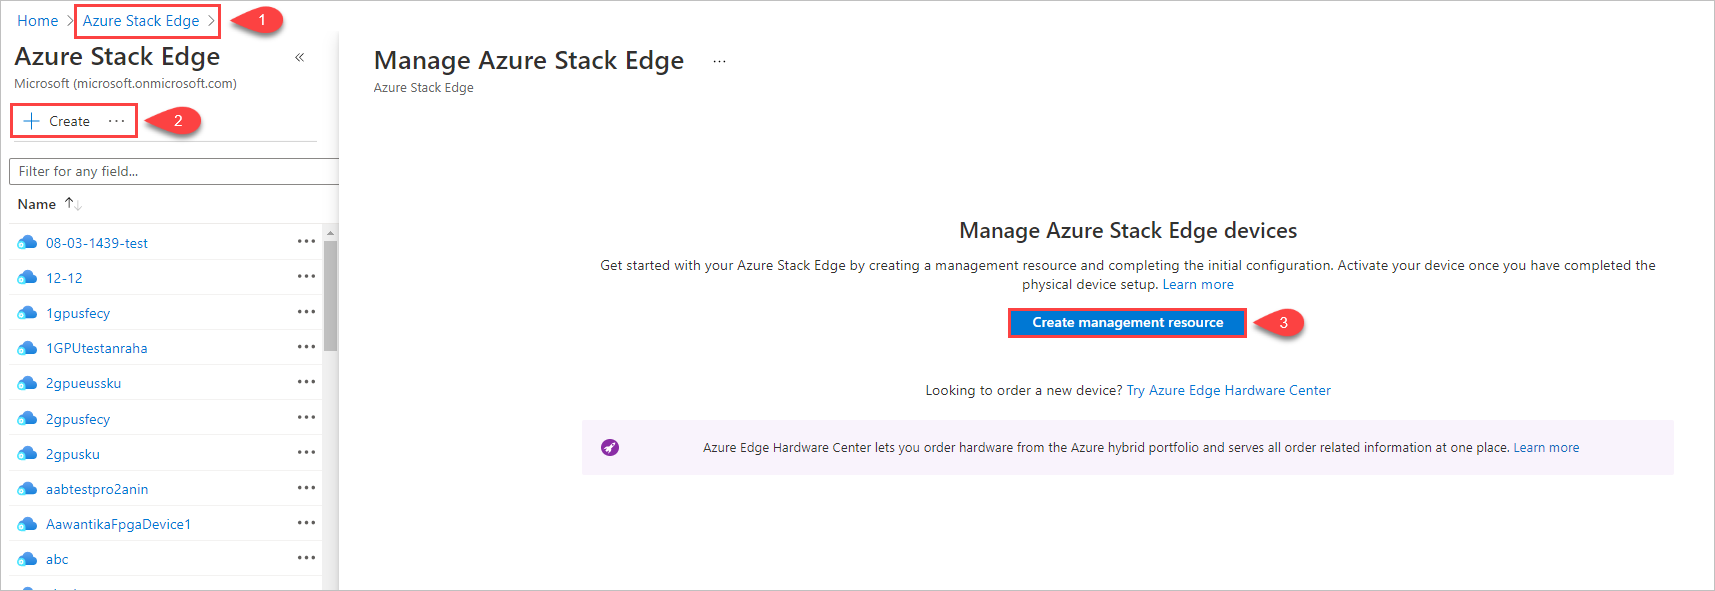 Home > Azure Stack Edge >
1
Azure Stack Edge
«
Microsoft (microsoft.onmicrosoft.com)
+ Create ...
2
Filter for any field...
Name ↑↓
08-03-1439-test
12-12
1gpusfecy
1GPUtestanraha
2gpueussku
2gpusfecy
2gpusku
aabtestpro2anin
AawantikaFpgaDevice1
abc
Manage Azure Stack Edge ...
Azure Stack Edge
Manage Azure Stack Edge devices
Get started with your Azure Stack Edge by creating a management resource and completing the initial configuration. Activate your device once you have completed the
physical device setup. Learn more
Create management resource
3
Looking to order a new device? Try Azure Edge Hardware Center
Azure Edge Hardware Center lets you order hardware from the Azure hybrid portfolio and serves all order related information at one place. Learn more